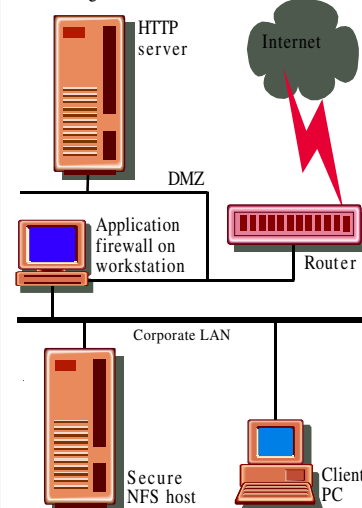 HTTP
server
Internet
DMZ
Application
firewall on
workstation
Router
Corporate LAN
Secure
NFS host
Client
PC